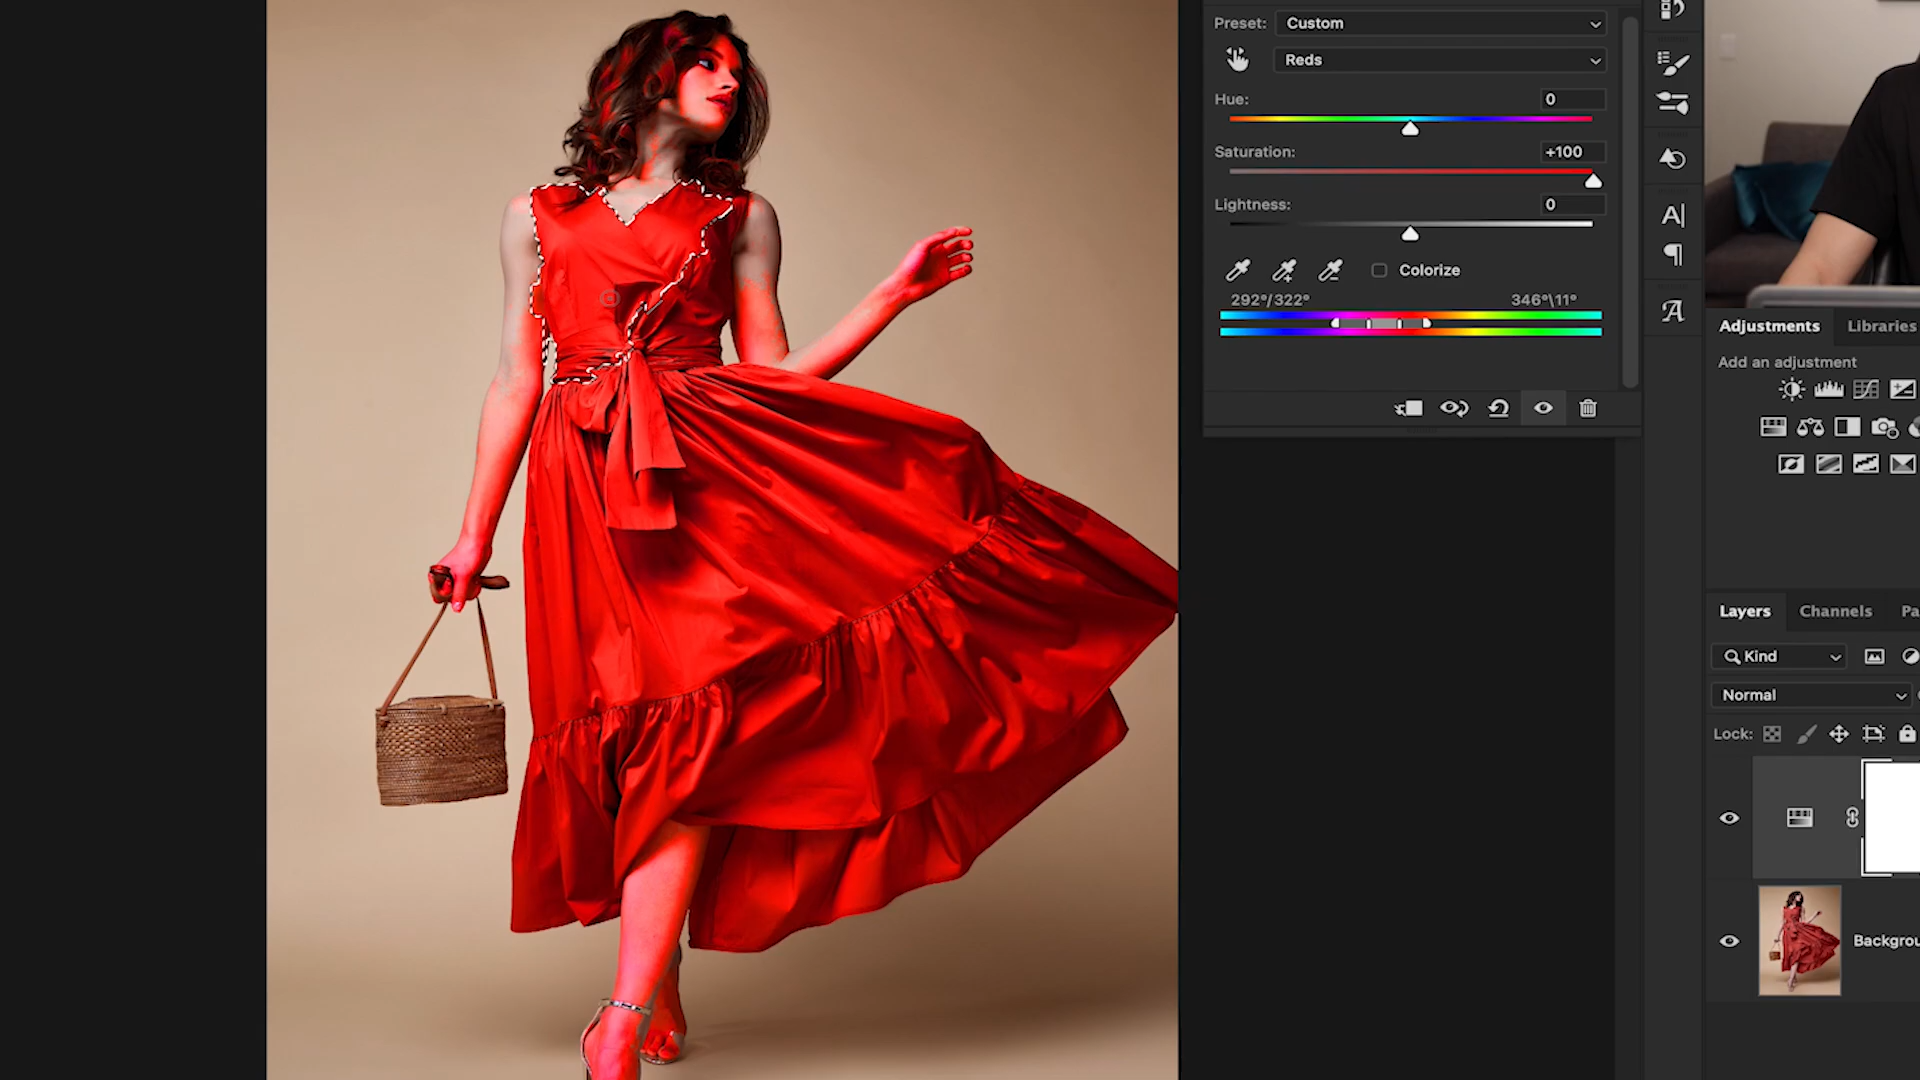 Preset: Custom
Reds
Hue: 0
Saturation: +100
Lightness: 0
Colorize
292°/322° 346°\11°
A|
Adjustments Libraries
Add an adjustment
Layers Channels Pa
Kind
Normal
Lock:
Backgrou